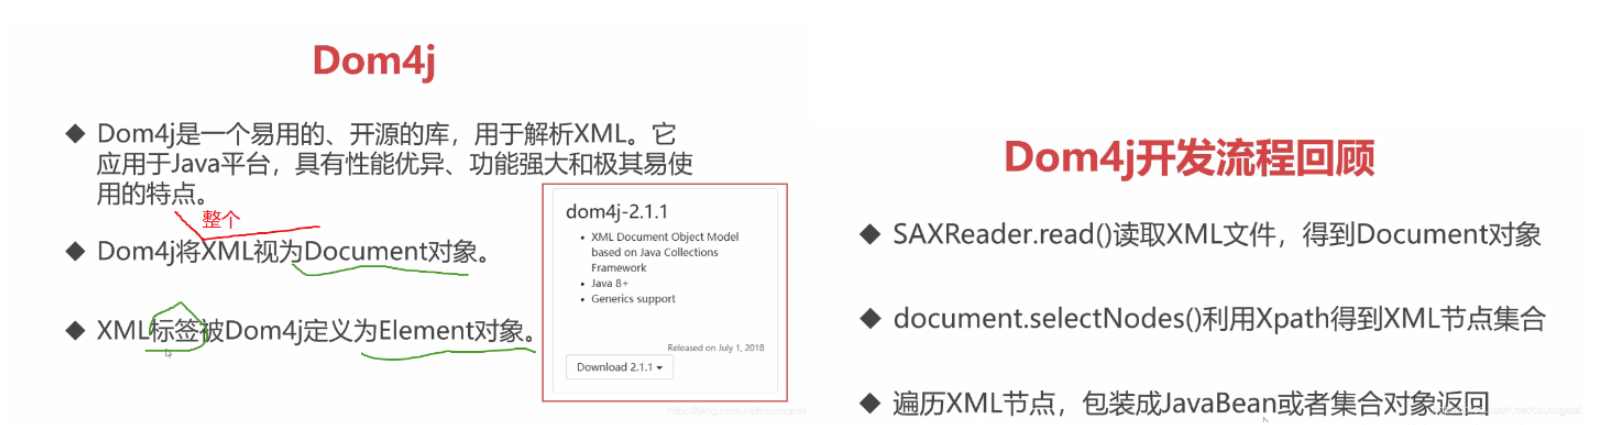 Dom4j
◆ Dom4j是一个易用的、开源的库，用于解析XML。它
应用于Java平台，具有性能优异、功能强大和极其易使
用的特点。
整个
◆ Dom4j将XML视为Document对象。
◆ XML标签被Dom4j定义为Element对象。
dom4j-2.1.1
• XML Document Object Model
based on Java Collections
Framework
• Java 8+
• Generics support
Released on July 1, 2018
Download 2.1.1
https://blog.csdn.net/csucsgoat
Dom4j开发流程回顾
◆ SAXReader.read()读取XML文件，得到Document对象
◆ document.selectNodes()利用Xpath得到XML节点集合
◆ 遍历XML节点，包装成JavaBean或者集合对象返回